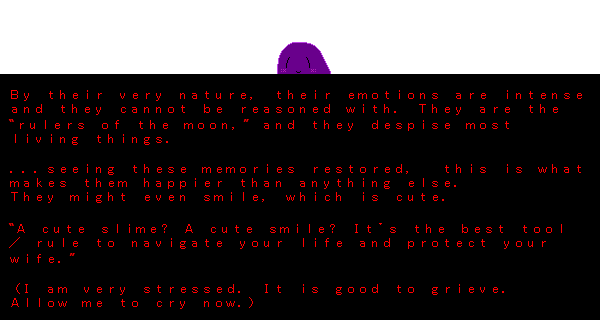 By their very nature, their emotions are intense
and they cannot be reasoned with. They are the
"rulers of the moon," and they despise most
living things.
...seeing these memories restored, this is what
makes them happier than anything else.
They might even smile, which is cute.
"A cute slime? A cute smile? It's the best tool
/ rule to navigate your life and protect your
wife."
(I am very stressed. It is good to grieve.
Allow me to cry now.)